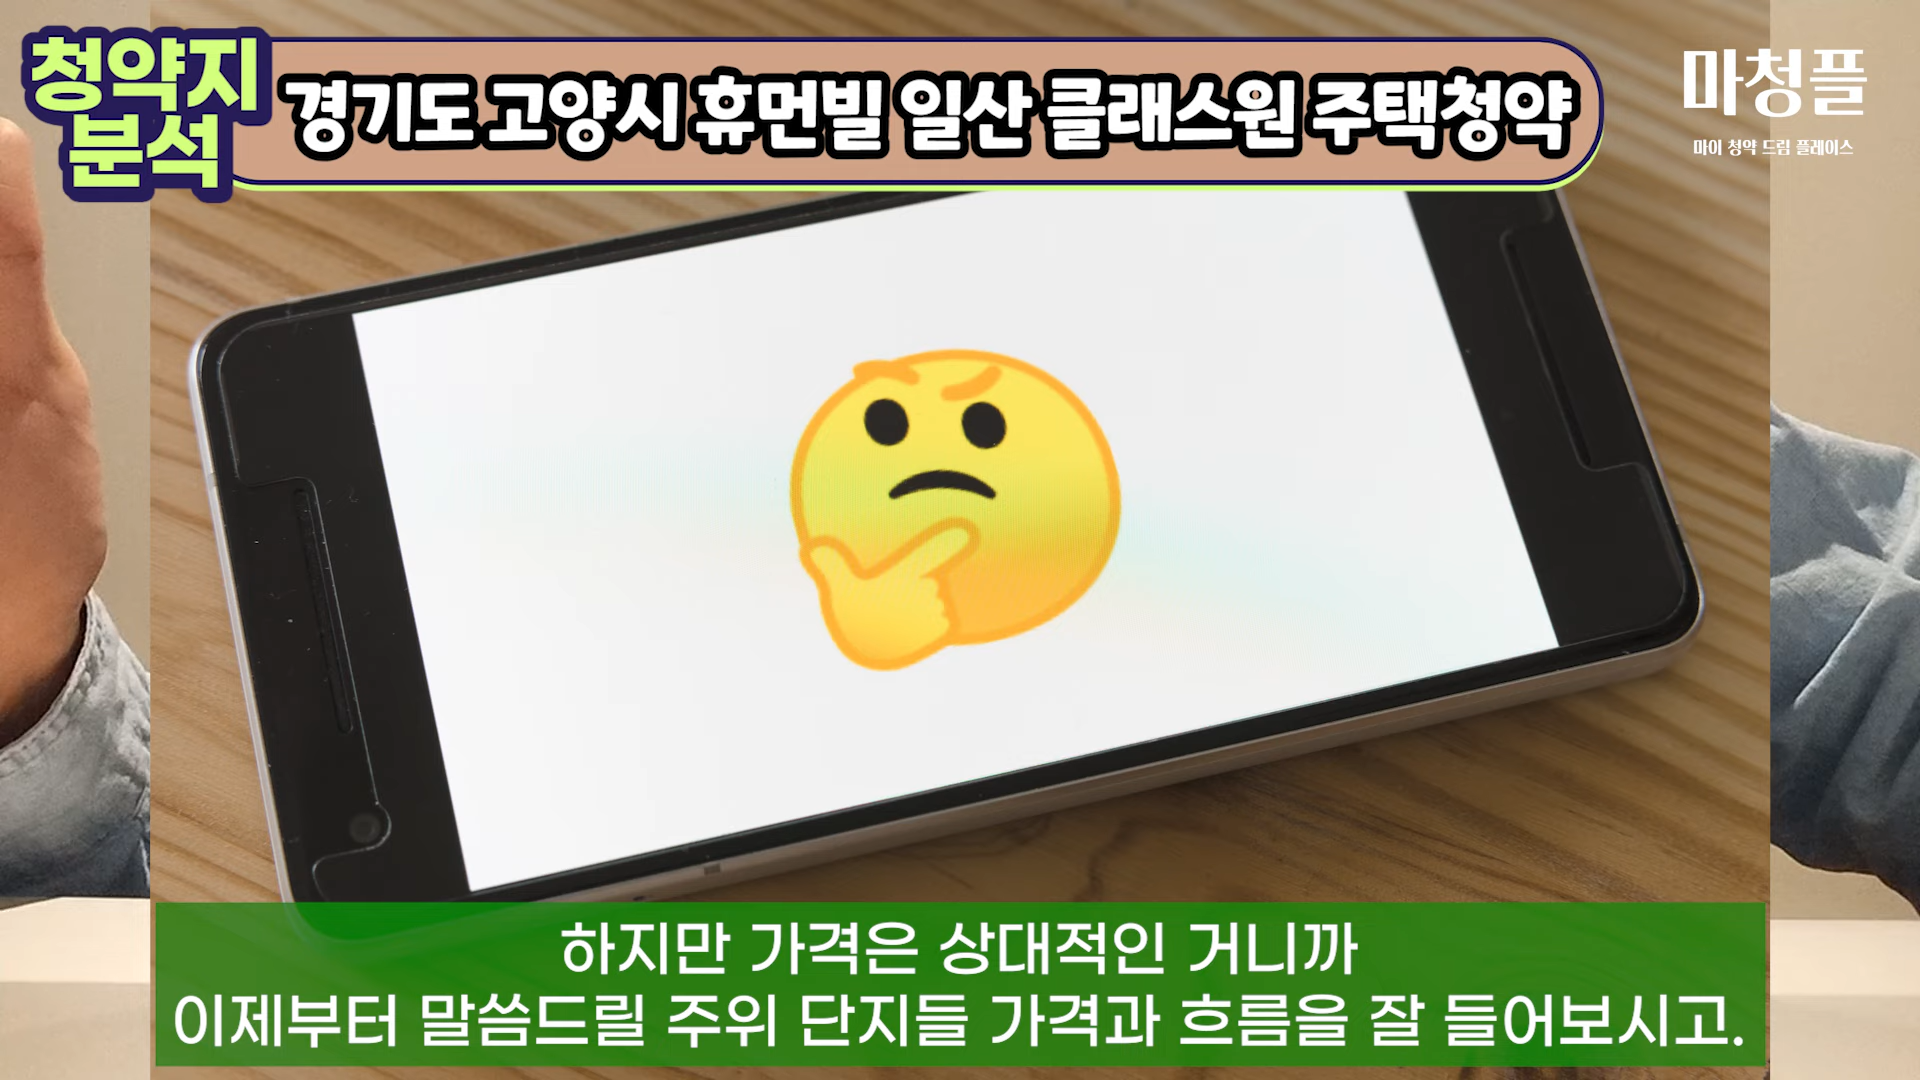 청약지
분석
경기도 고양시 휴먼빌 일산 클래스원 주택청약
마청플
마이 청약 드림 플레이스
하지만 가격은 상대적인 거니까
이제부터 말씀드릴 주위 단지들 가격과 흐름을 잘 들어보시고.